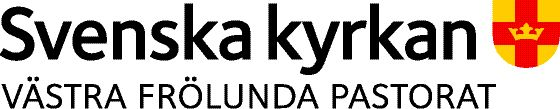 Svenska kyrkan
VÄSTRA FRÖLUNDA PASTORAT